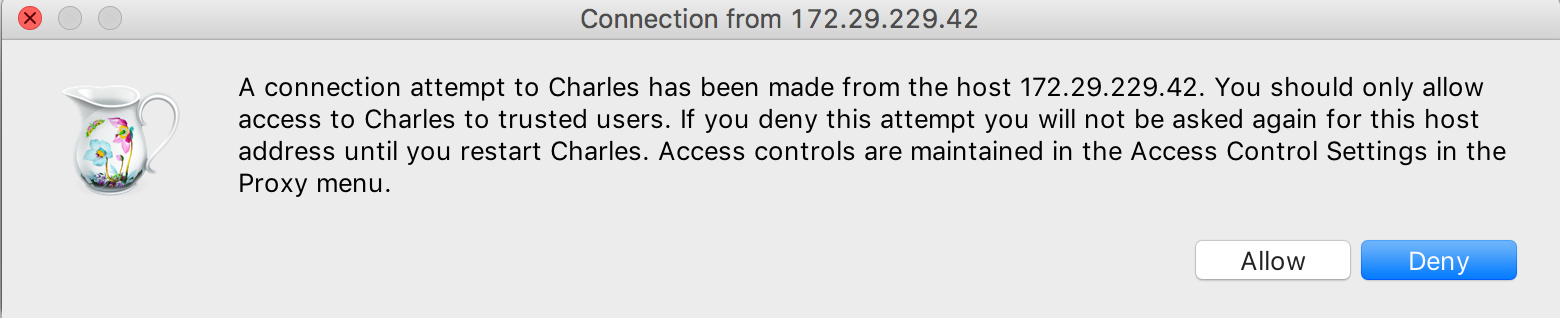 Connection from 172.29.229.42
A connection attempt to Charles has been made from the host 172.29.229.42. You should only allow
access to Charles to trusted users. If you deny this attempt you will not be asked again for this host
address until you restart Charles. Access controls are maintained in the Access Control Settings in the
Proxy menu.
Allow Deny